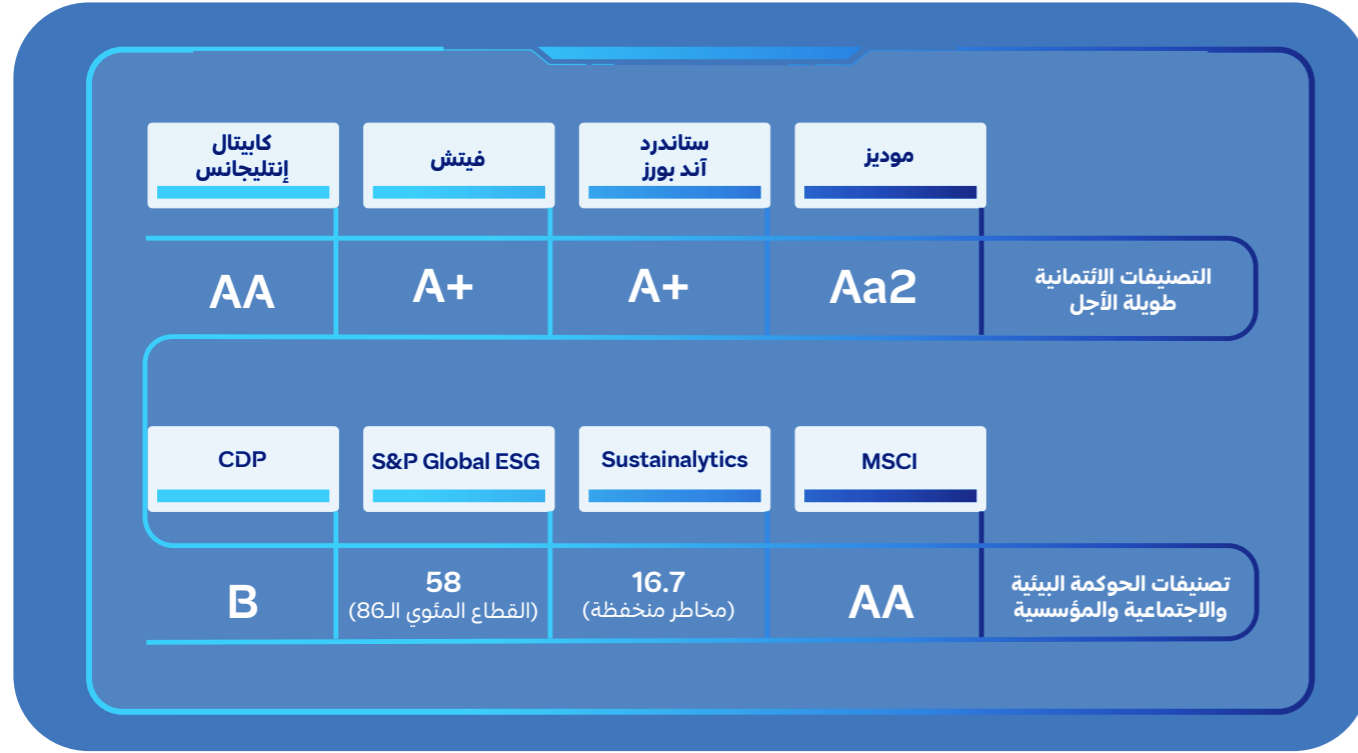 موديز
ستاندرد
آند بورز
فيتش
كابيتال
إنتليجانس
التصنيفات الائتمانية
طويلة الأجل
Aa2
A+
A+
AA
MSCI
Sustainalytics
S&P Global ESG
CDP
تصنيفات الحوكمة البيئية
والاجتماعية والمؤسسية
AA
16.7
(مخاطر منخفظة)
58
(القطاع المئوي الـ86)
B